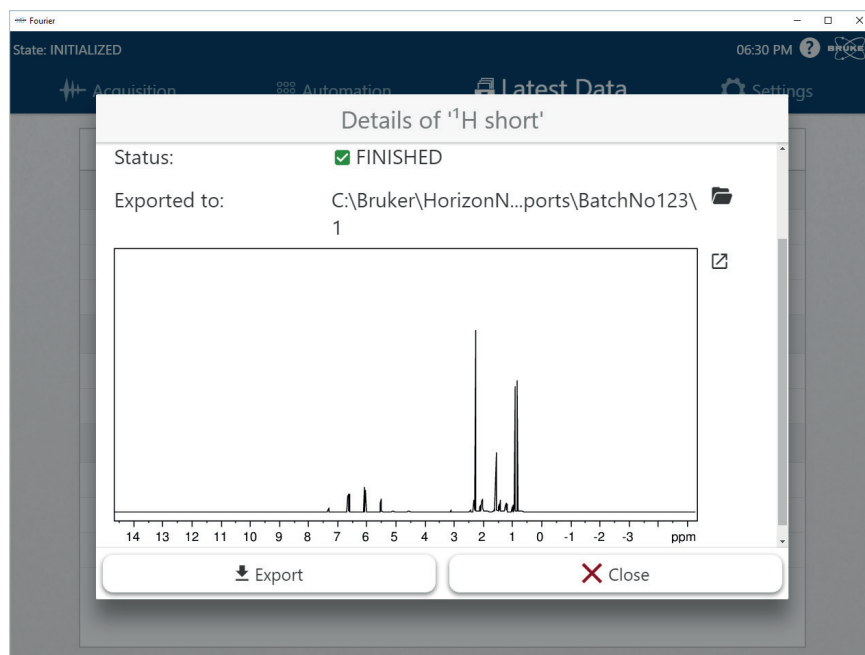 Fourier
State: INITIALIZED
06:30 PM ? BRUKER
Acquisition Automation Latest Data Settings
Details of '¹H short'
Status: FINISHED
Exported to: C:\Bruker\HorizonN...ports\BatchNo123\
1
14 13 12 11 10 9 8 7 6 5 4 3 2 1 0 -1 -2 -3 ppm
Export Close